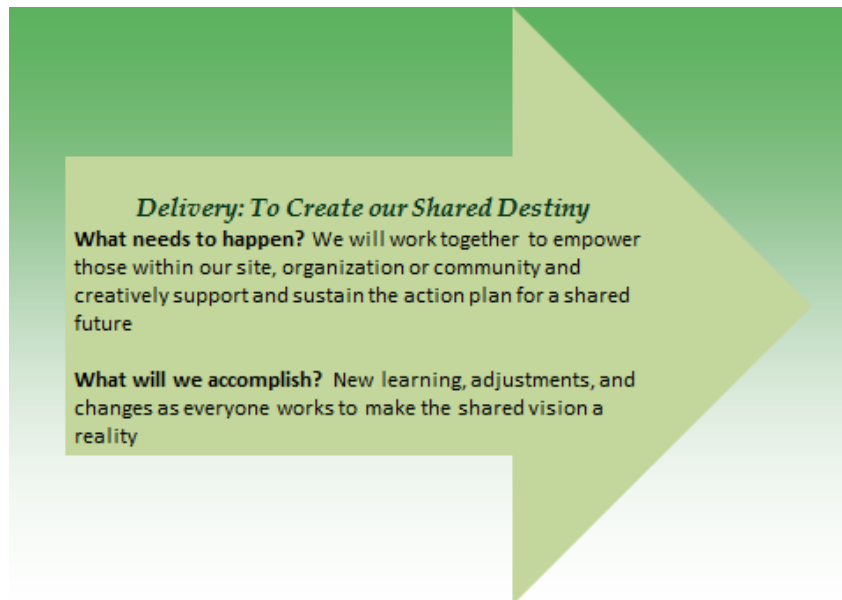 Delivery: To Create our Shared Destiny
What needs to happen? We will work together to empower
those within our site, organization or community and
creatively support and sustain the action plan for a shared
future
What will we accomplish? New learning, adjustments, and
changes as everyone works to make the shared vision a
reality